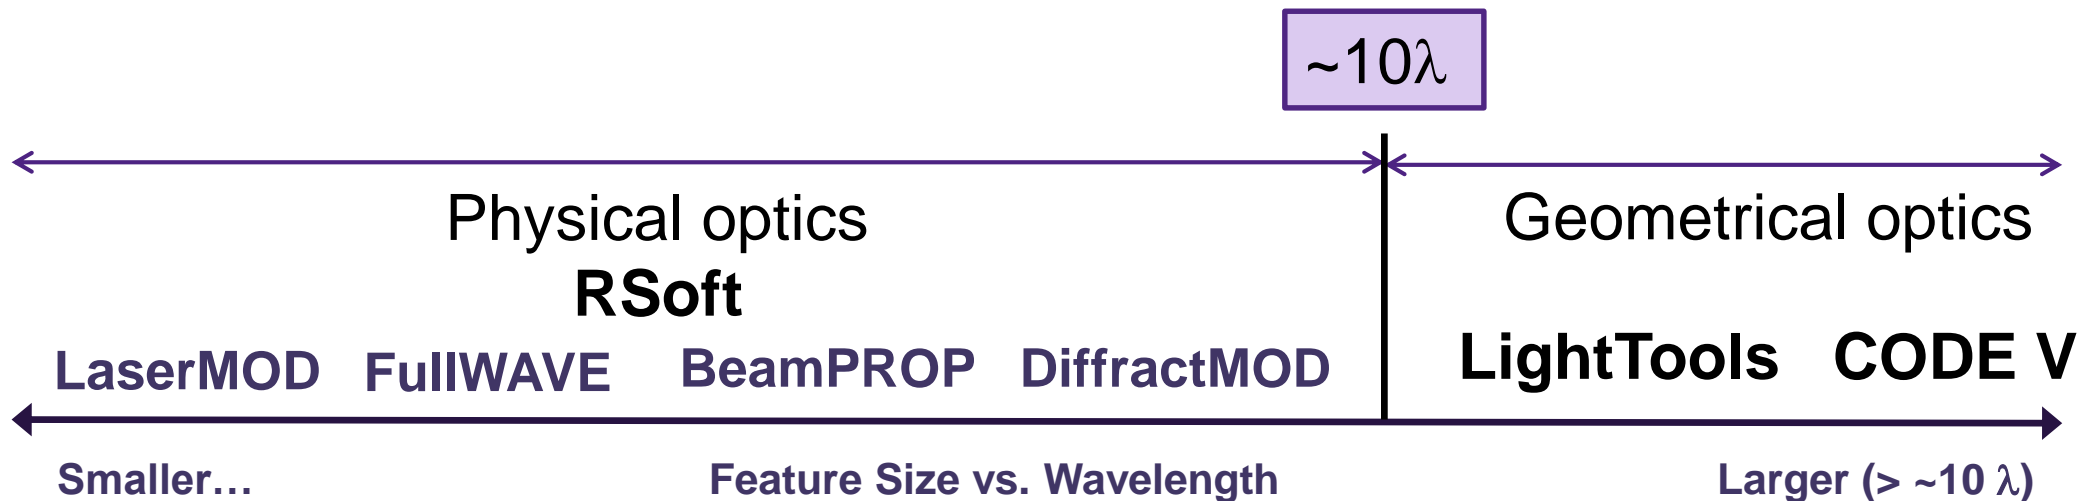 ~10λ
Physical optics
Geometrical optics
RSoft
LaserMOD FullWAVE BeamPROP DiffractMOD
LightTools CODE V
Smaller…
Feature Size vs. Wavelength
Larger (> ~10 λ)